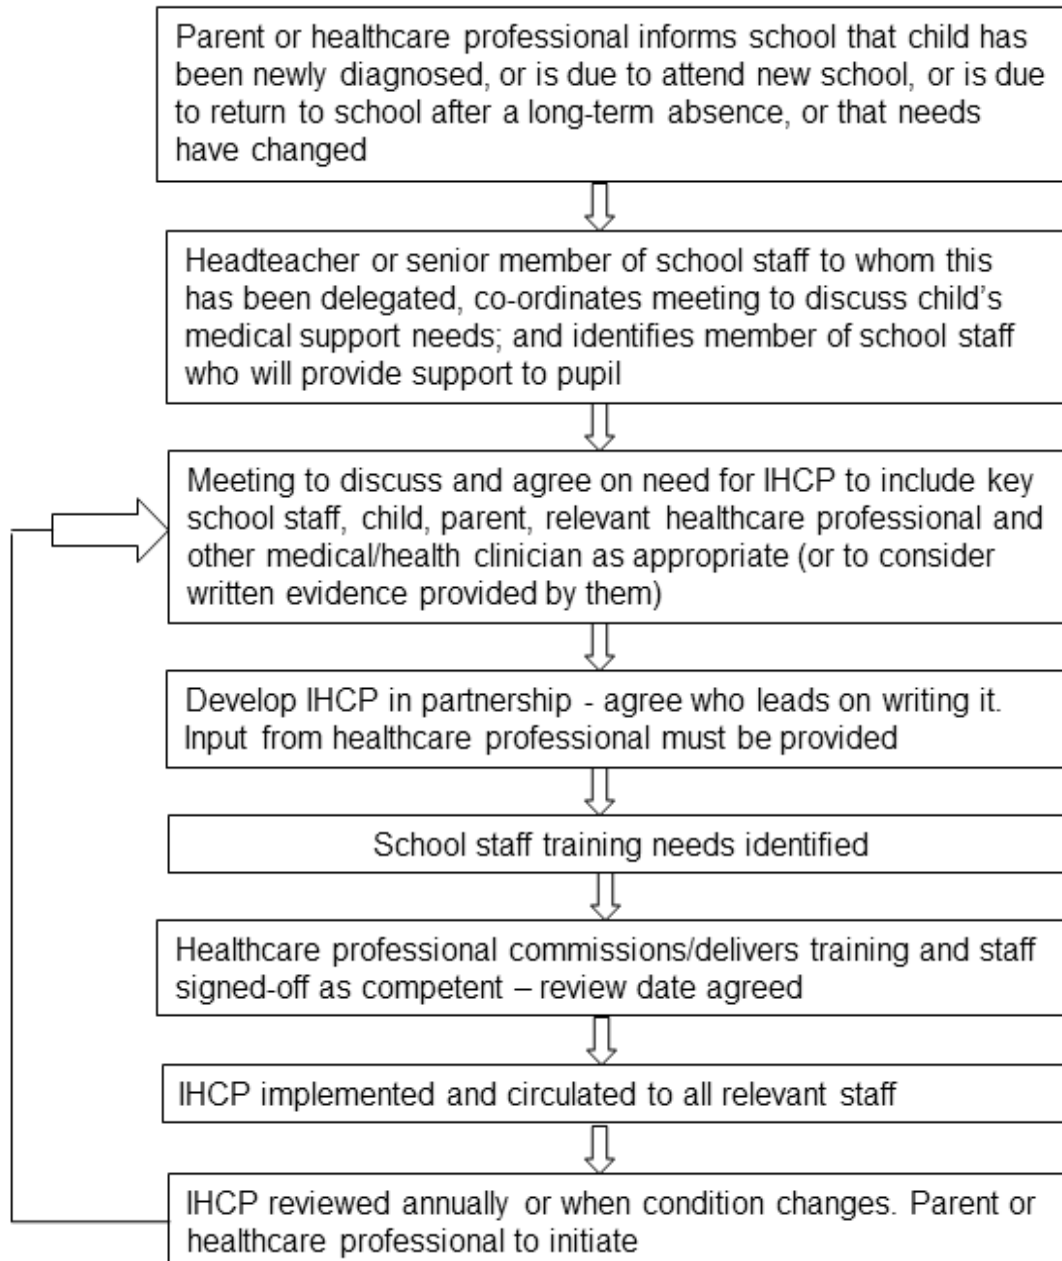 Parent or healthcare professional informs school that child has
been newly diagnosed, or is due to attend new school, or is due
to return to school after a long-term absence, or that needs
have changed
Headteacher or senior member of school staff to whom this
has been delegated, co-ordinates meeting to discuss child's
medical support needs; and identifies member of school staff
who will provide support to pupil
Meeting to discuss and agree on need for IHCP to include key
school staff, child, parent, relevant healthcare professional and
other medical/health clinician as appropriate (or to consider
written evidence provided by them)
Develop IHCP in partnership - agree who leads on writing it.
Input from healthcare professional must be provided
School staff training needs identified
Healthcare professional commissions/delivers training and staff
signed-off as competent – review date agreed
IHCP implemented and circulated to all relevant staff
IHCP reviewed annually or when condition changes. Parent or
healthcare professional to initiate